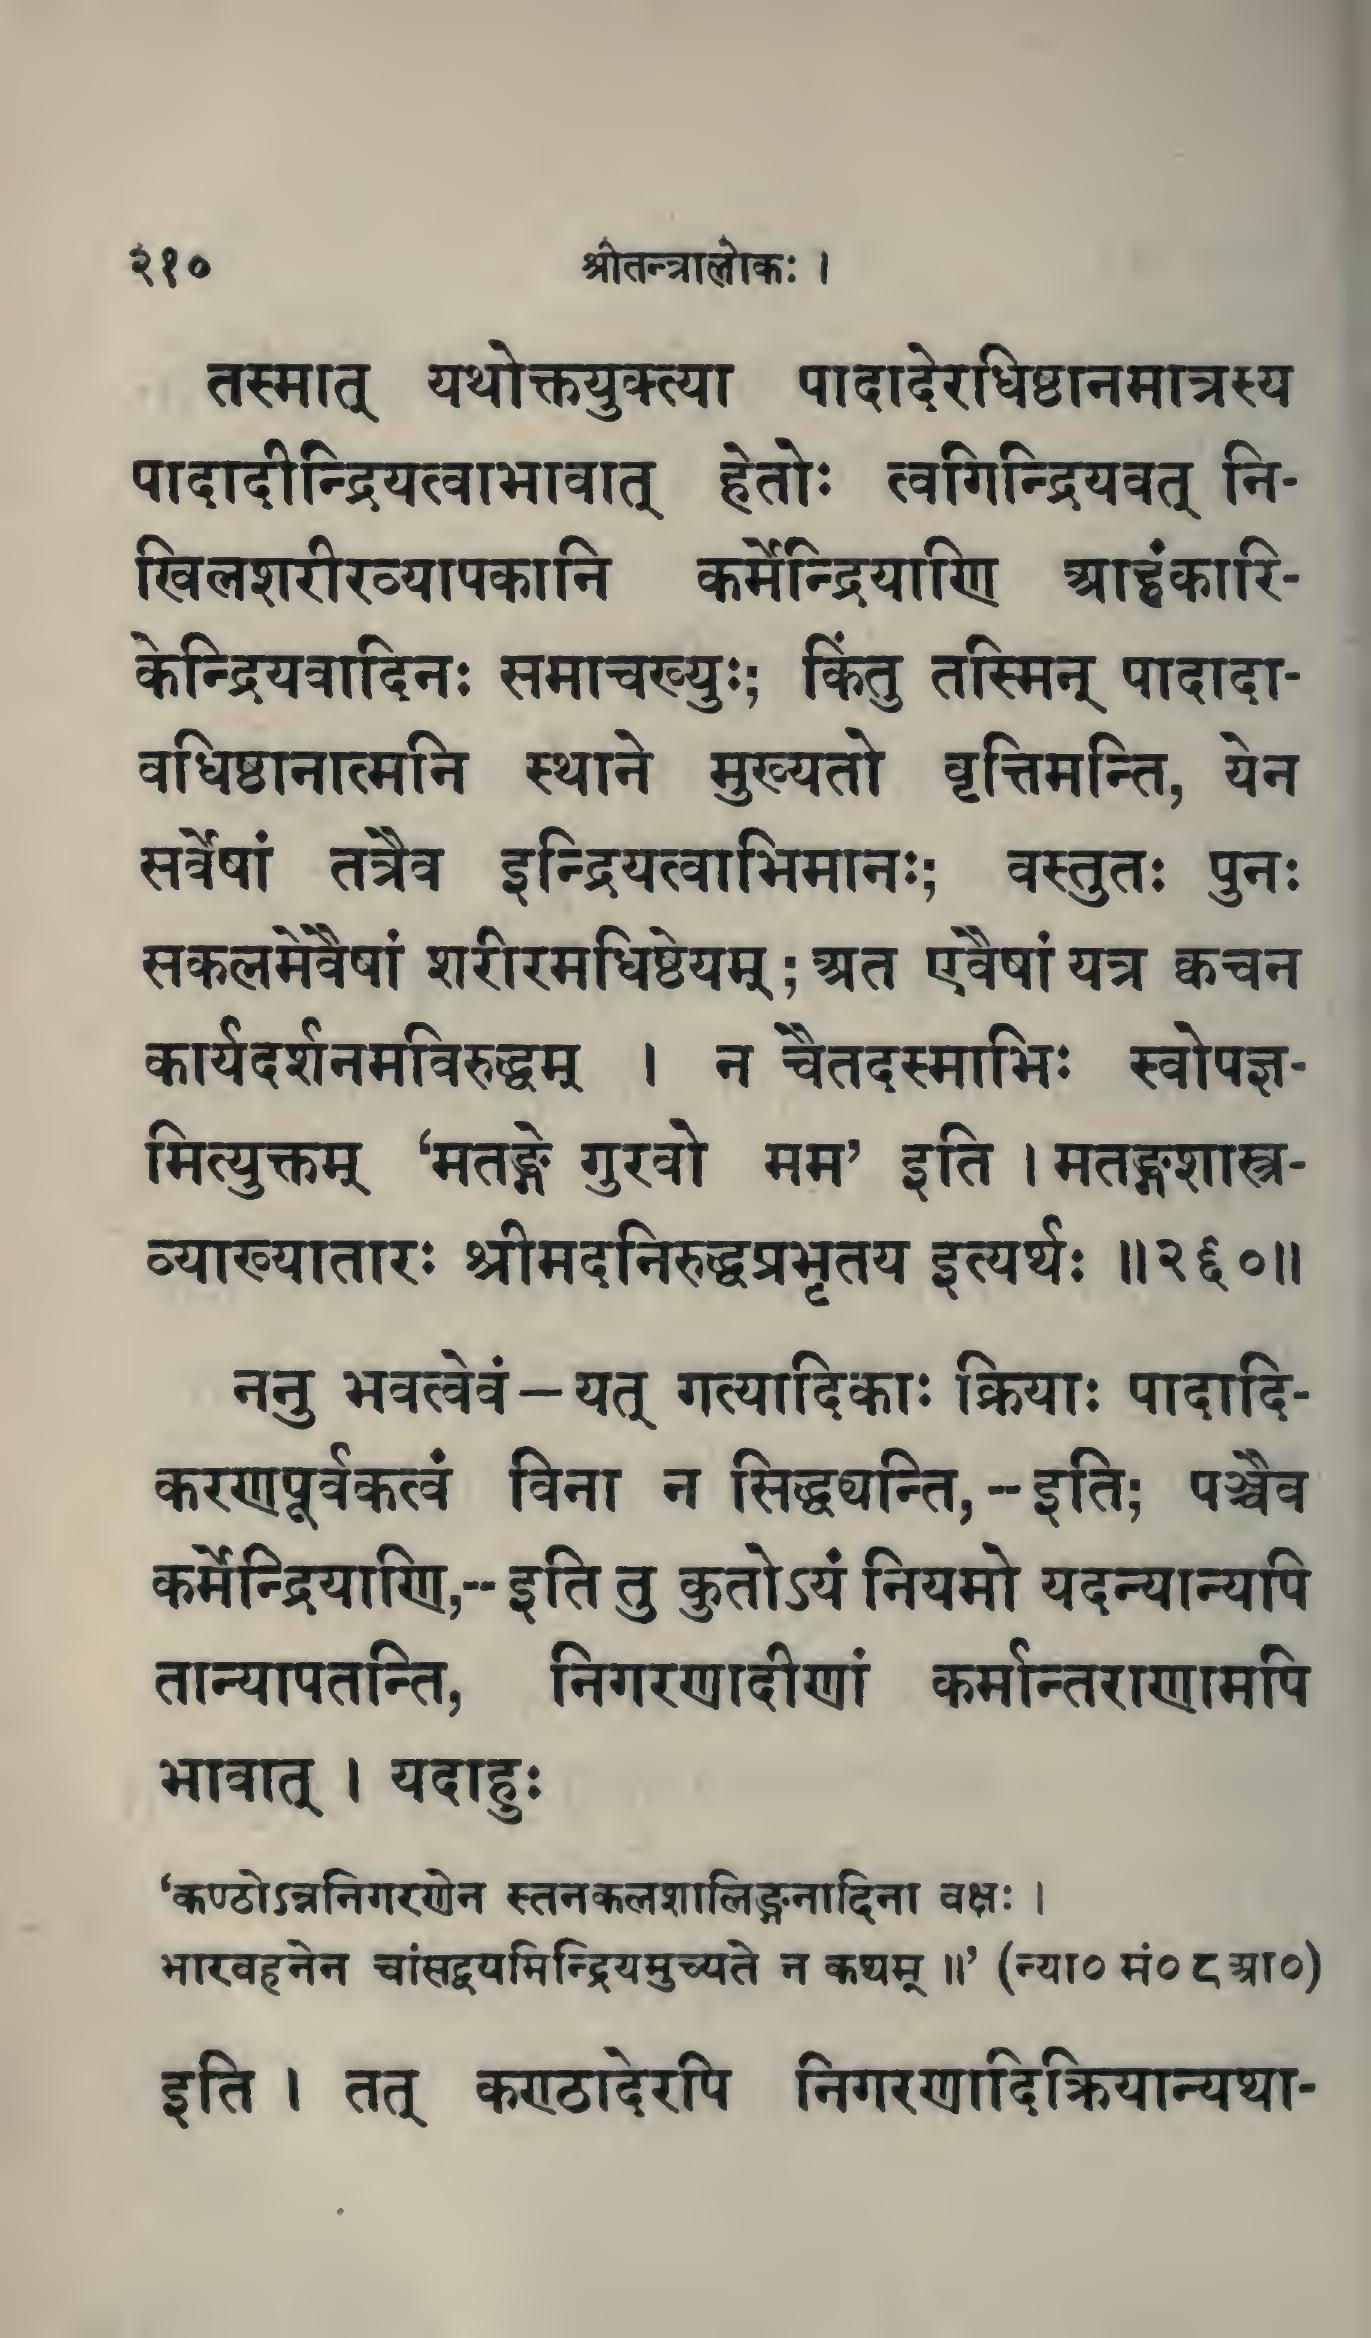 २१० श्रीतन्त्रालोकः ।
तस्मात् यथोक्तयुक्त्या पादादेरधिष्ठानमात्रस्य
पादादीन्द्रियत्वाभावात् हेतोः त्वगिन्द्रियवत् नि-
खिलशरीरव्यापकानि कर्मेन्द्रियाणि आहंकारि-
केन्द्रियवादिनः समाचख्युः; किंतु तस्मिन् पादादा-
वधिष्ठानात्मनि स्थाने मुख्यतो वृत्तिमन्ति, येन
सर्वेषां तत्रैव इन्द्रियत्वाभिमानः; वस्तुतः पुनः
सकलमेवैषां शरीरमधिष्ठेयम् ; अत एवैषां यत्र क्वचन
कार्यदर्शनमविरुद्धम् । न चैतदस्माभिः स्वोपज्ञ-
मित्युक्तम् ‘मतङ्गे गुरवो मम’ इति । मतङ्गशास्त्र-
व्याख्यातारः श्रीमदनिरुद्धप्रभृतय इत्यर्थः ॥२६०॥
ननु भवत्वेवं – यत् गत्यादिकाः क्रियाः पादादि-
करणपूर्वकत्वं विना न सिद्ध्यन्ति, – इति; पञ्चैव
कर्मेन्द्रियाणि,-- इति तु कुतोऽयं नियमो यदन्यान्यपि
तान्यापतन्ति, निगरणादीणां कर्मान्तराणामपि
भावात् । यदाहुः
‘कण्ठोऽन्ननिगरणेन स्तनकलशालिङ्गनादिना वक्षः ।
भारवहनेन चांसद्वयमिन्द्रियमुच्यते न कथम् ॥’ (न्या० मं० ८ आ०)
इति । तत् कण्ठादेरपि निगरणादिक्रियान्यथा-